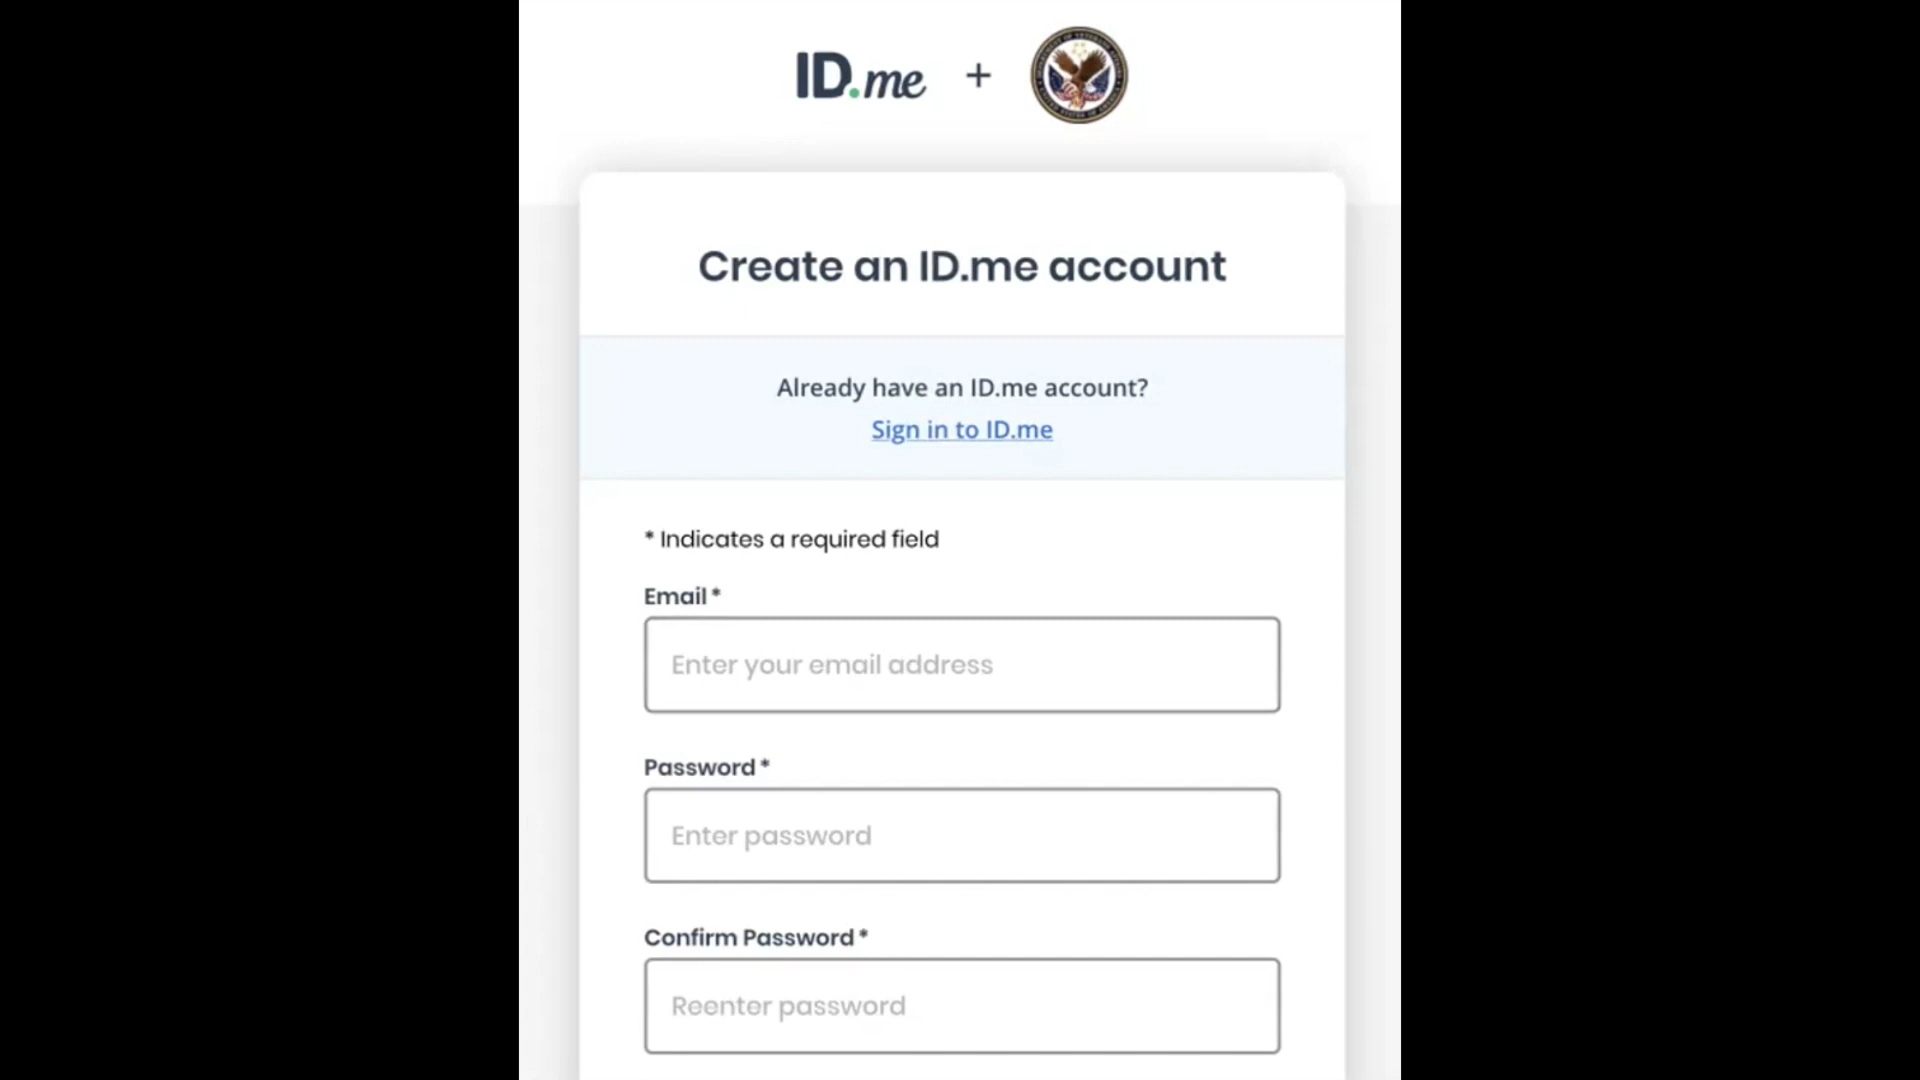 ID.me +
Create an ID.me account
Already have an ID.me account?
Sign in to ID.me
* Indicates a required field
Email *
Enter your email address
Password *
Enter password
Confirm Password *
Reenter password